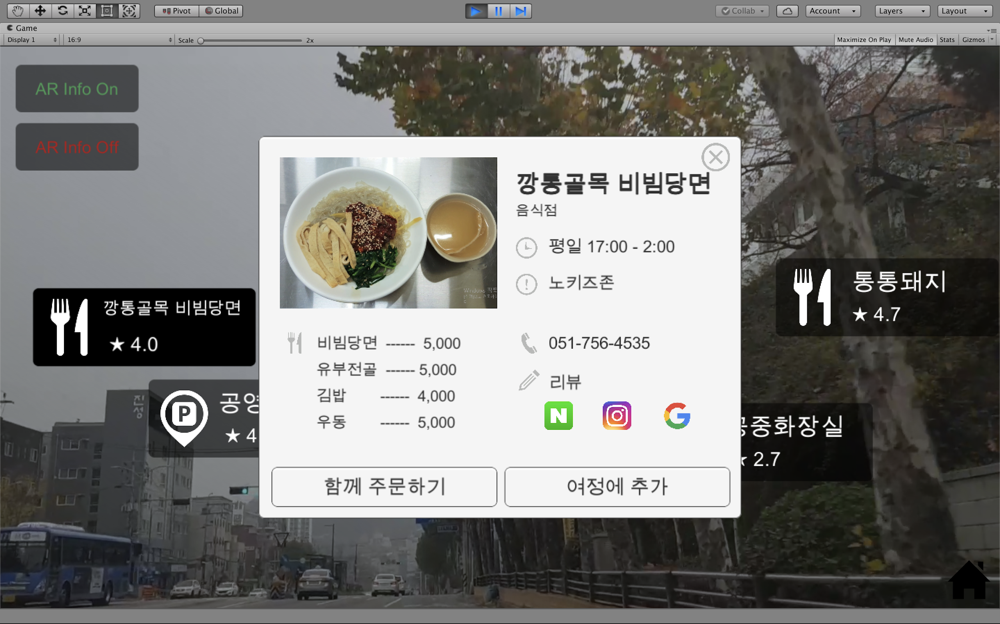 Pivot Global Collab Account Layers Layout
Game
Display 1 16:9 Scale 2x Maximize On Play Mute Audio Stats Gizmos
AR Info On
AR Info Off
깡통골목 비빔당면
음식점
평일 17:00 - 2:00
노키즈존
비빔당면 ------ 5,000
유부전골 ------ 5,000
김밥 ------ 4,000
우동 ------ 5,000
051-756-4535
리뷰
N
G
함께 주문하기
여정에 추가
깡통골목 비빔당면
★ 4.0
P
공영
★ 4
진성
통통돼지
★ 4.7
공중화장실
★ 2.7
Windows